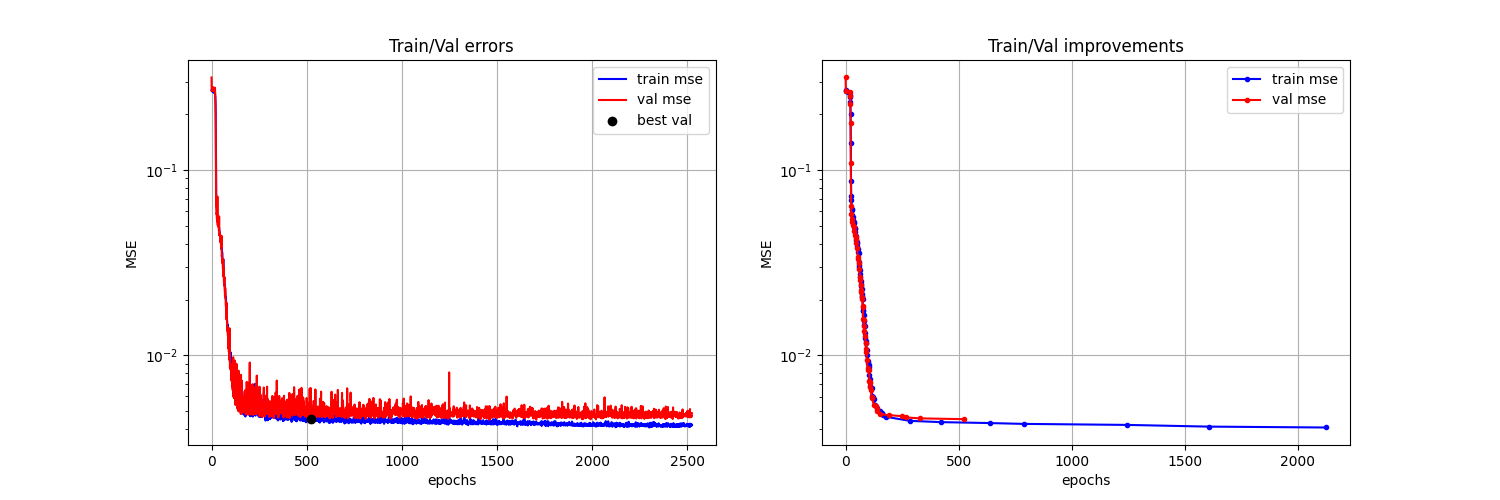 Train/Val errors
train mse
val mse
best val
MSE
10⁻¹
10⁻²
0 500 1000 1500 2000 2500
epochs
Train/Val improvements
train mse
val mse
MSE
10⁻¹
10⁻²
0 500 1000 1500 2000
epochs